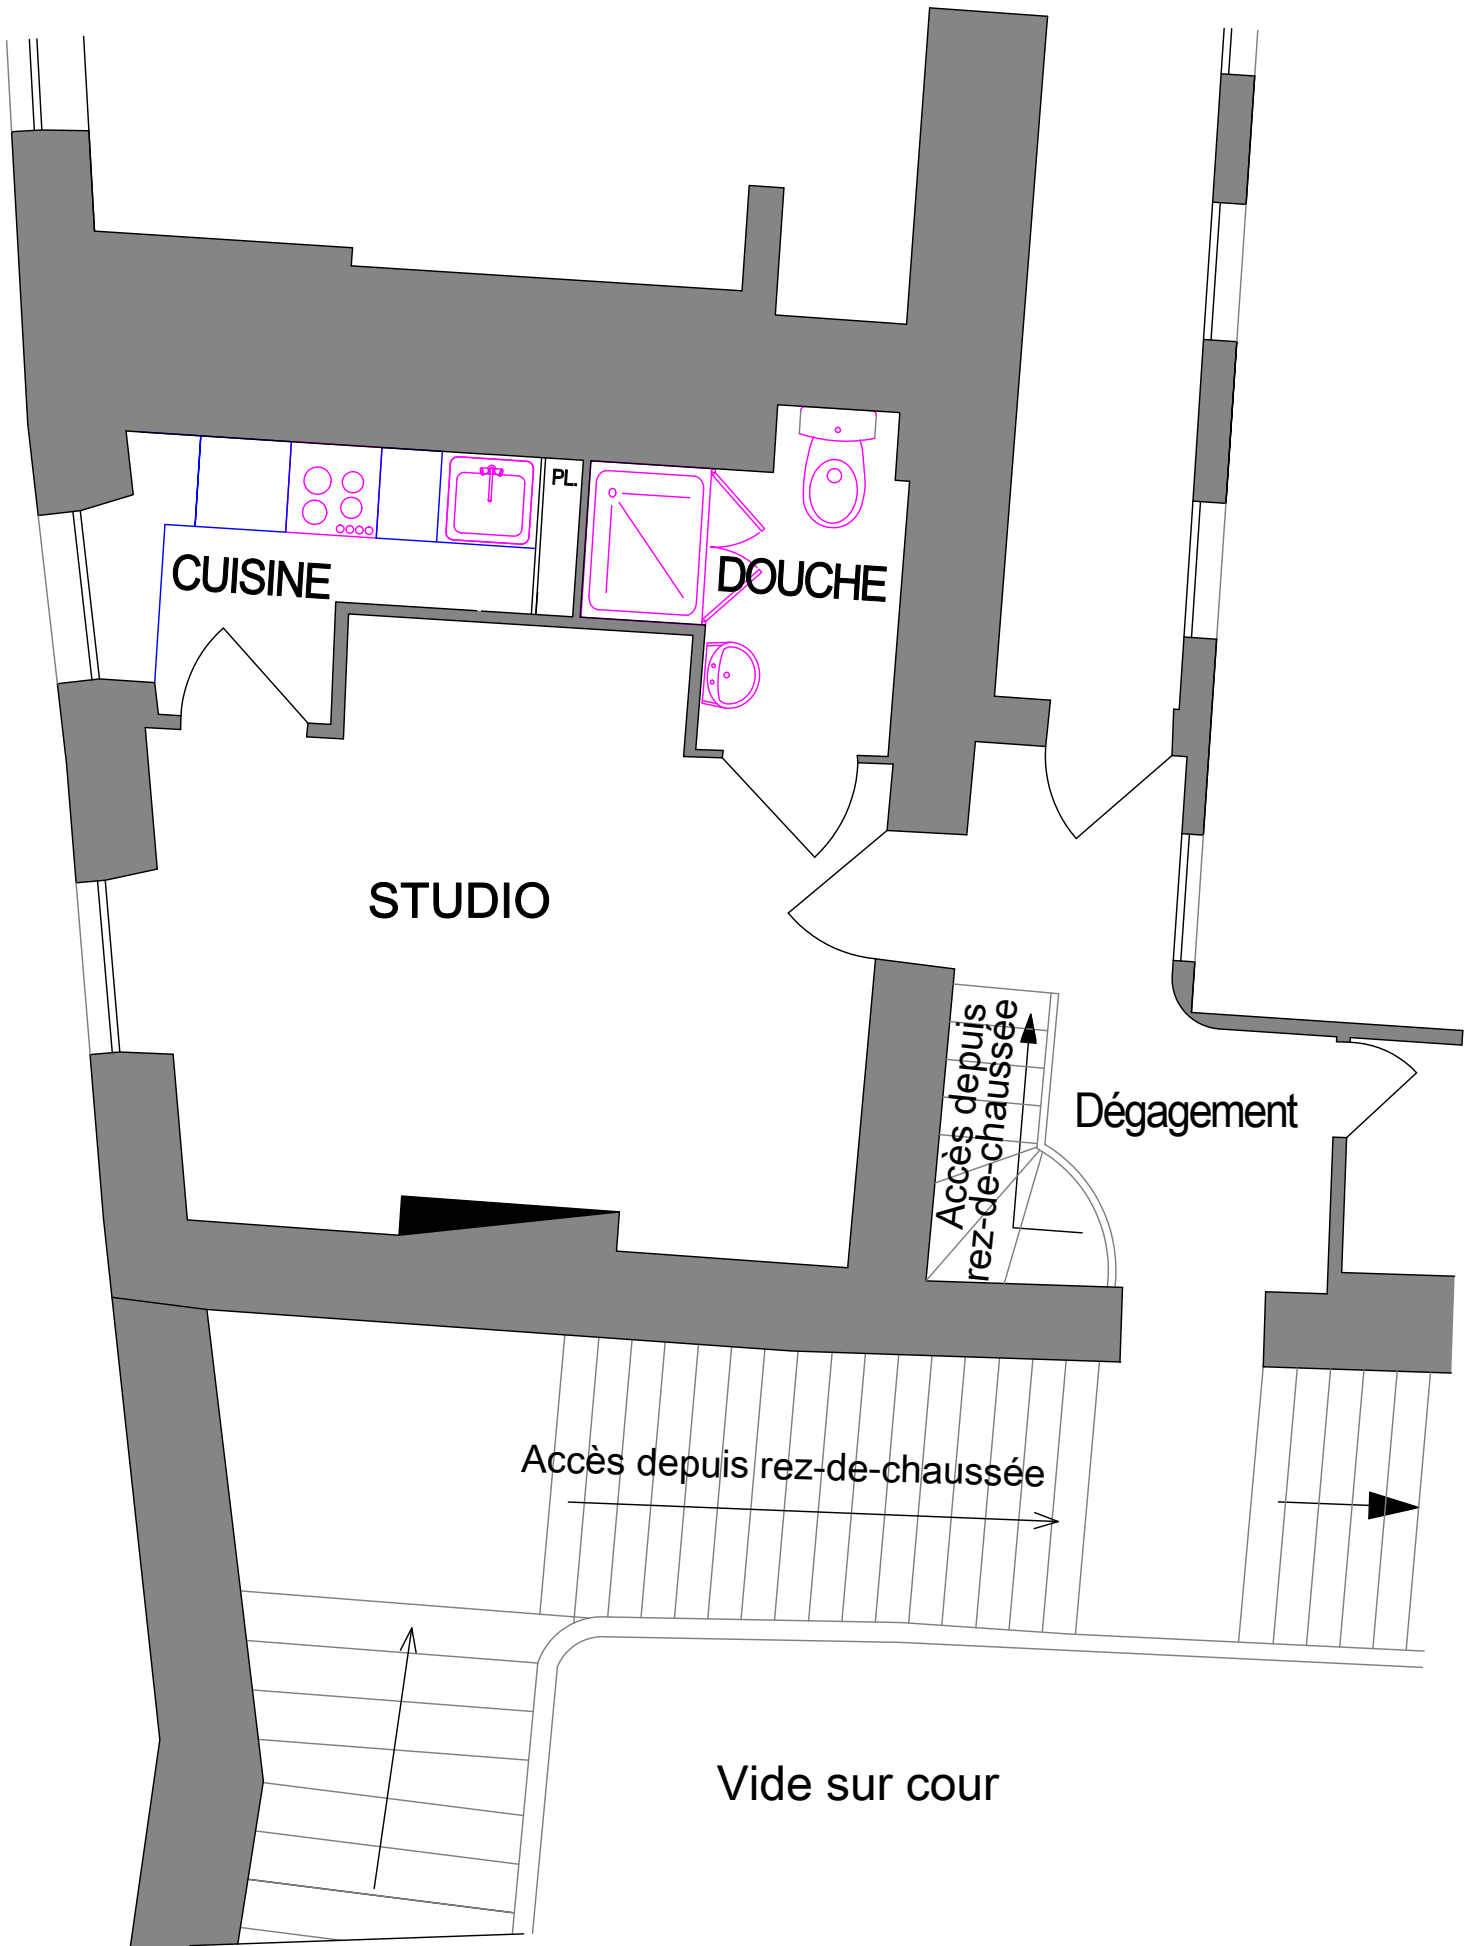 PL.
CUISINE
DOUCHE
STUDIO
Accès depuis
rez-de-chaussée
Dégagement
Accès depuis rez-de-chaussée
Vide sur cour